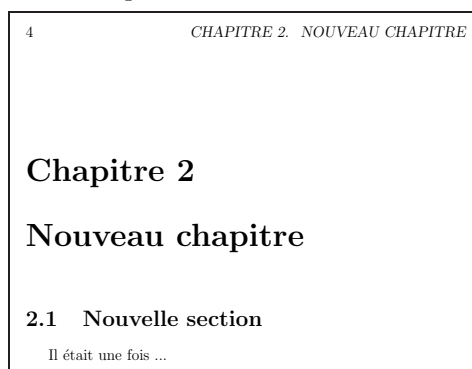 4 CHAPITRE 2. NOUVEAU CHAPITRE
Chapitre 2
Nouveau chapitre
2.1 Nouvelle section
Il était une fois ...